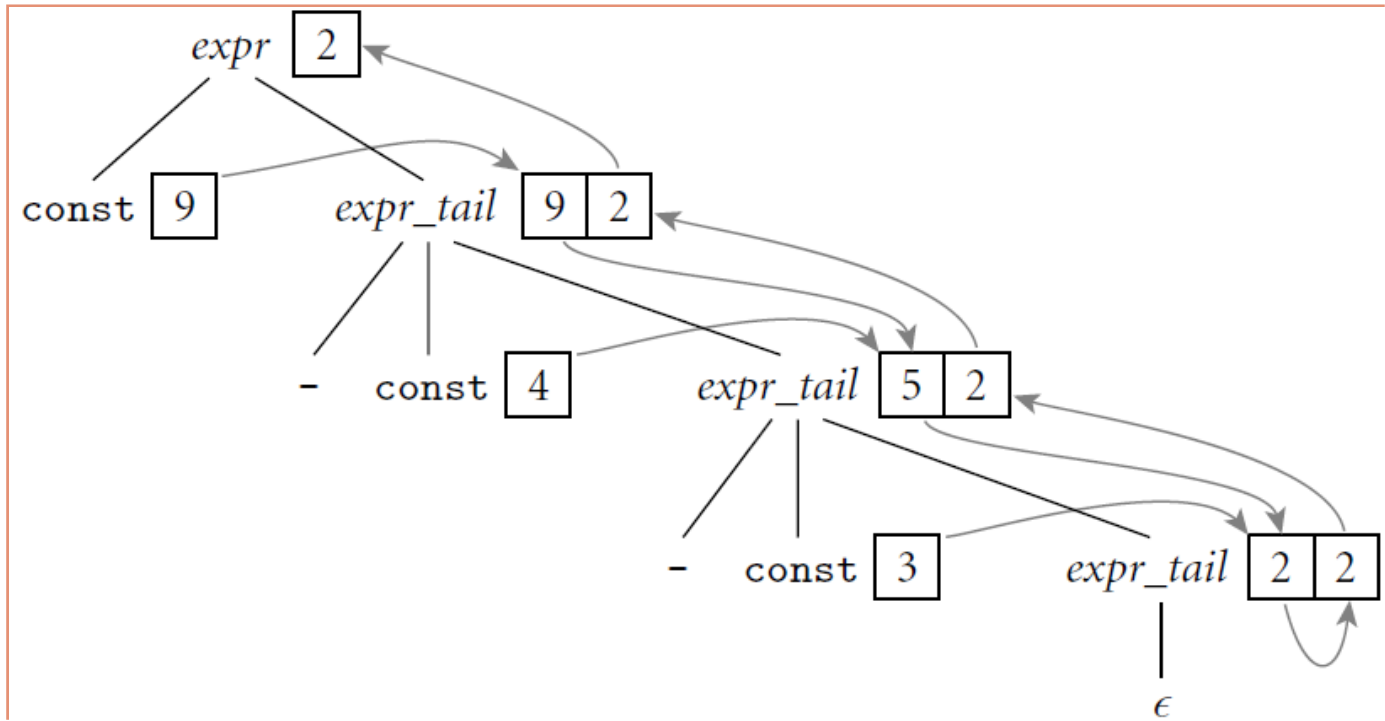 expr 2
const 9 expr_tail 9 2
- const 4 expr_tail 5 2
- const 3 expr_tail 2 2
ϵ